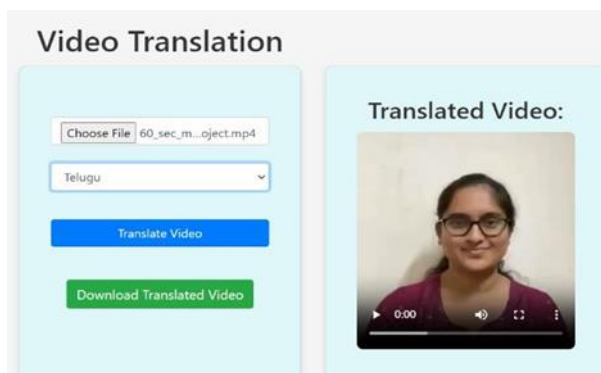 Video Translation
Choose File 60_sec_m...oject.mp4
Telugu
Translate Video
Download Translated Video
Translated Video:
0:00